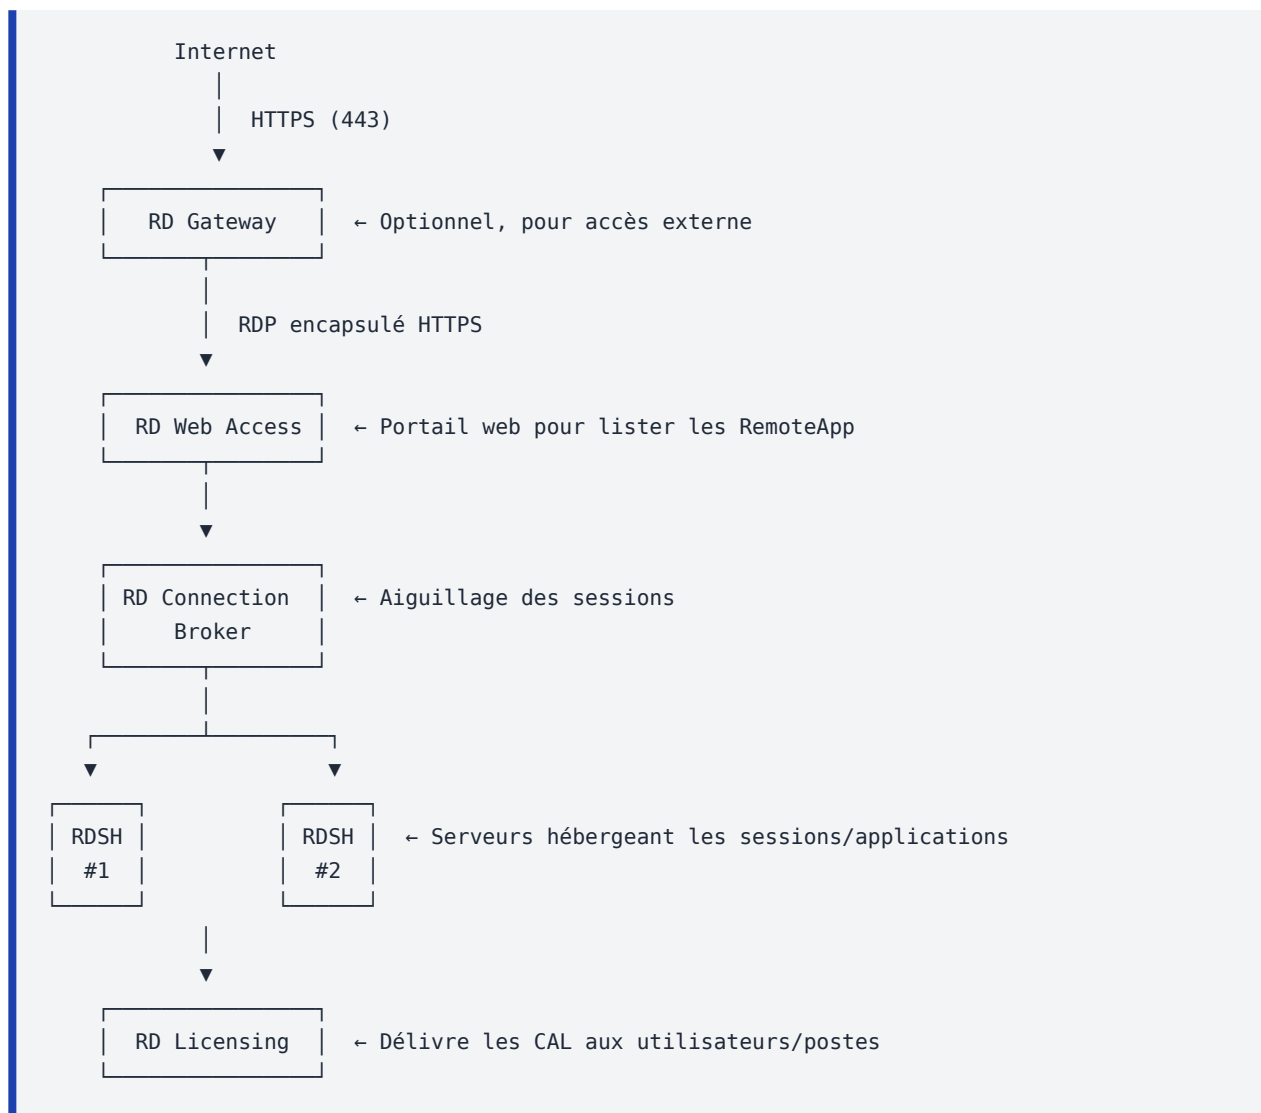 Internet
HTTPS (443)
RD Gateway ← Optionnel, pour accès externe
RDP encapsulé HTTPS
RD Web Access ← Portail web pour lister les RemoteApp
RD Connection ← Aiguillage des sessions
Broker
RDSH RDSH ← Serveurs hébergeant les sessions/applications
#1 #2
RD Licensing ← Délivre les CAL aux utilisateurs/postes